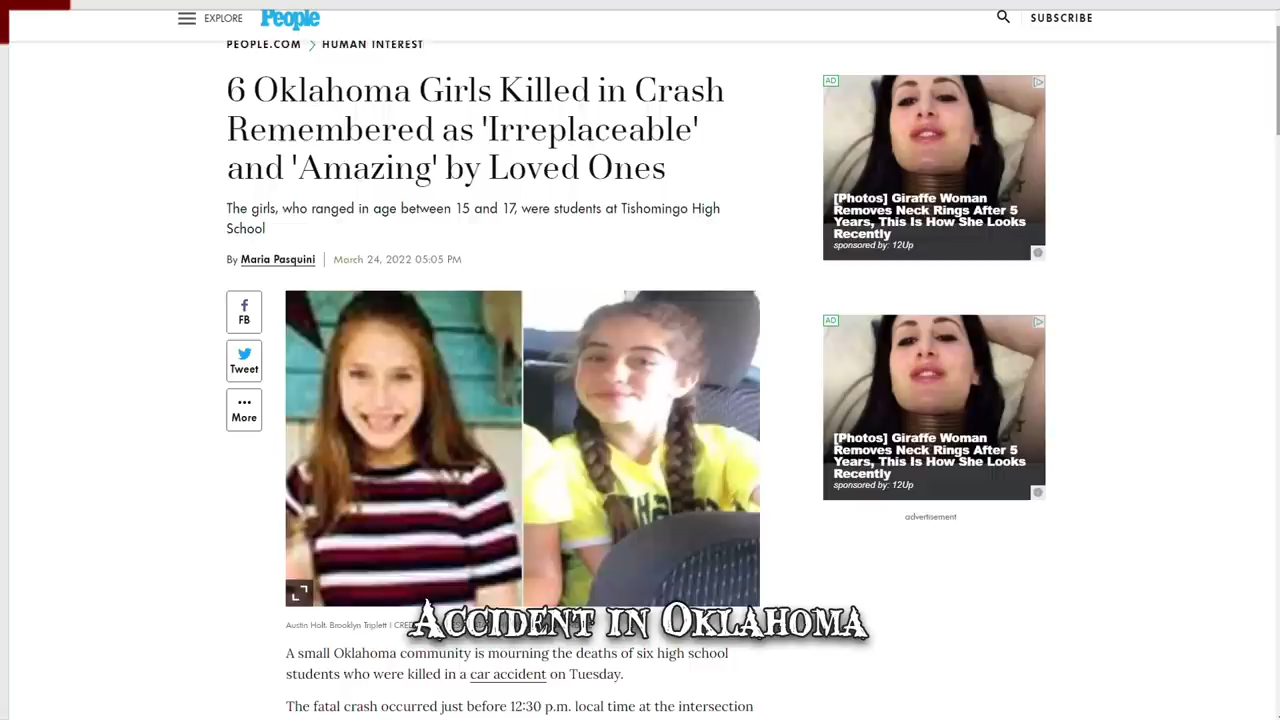 EXPLORE
People
SUBSCRIBE
PEOPLE.COM
HUMAN INTEREST
6 Oklahoma Girls Killed in Crash
Remembered as 'Irreplaceable'
and 'Amazing' by Loved Ones
The girls, who ranged in age between 15 and 17, were students at Tishomingo High
School
By Maria Pasquini
March 24, 2022 05:05 PM
FB
Tweet
More
AD
[Photos] Giraffe Woman
Removes Neck Rings After 5
Years, This Is How She Looks
Recently
sponsored by: 12Up
AD
[Photos] Giraffe Woman
Removes Neck Rings After 5
Years, This Is How She Looks
Recently
sponsored by: 12Up
advertisement
Austin Holt. Brooklyn Triplett | CRED
Accident in Oklahoma
A small Oklahoma community is mourning the deaths of six high school
students who were killed in a car accident on Tuesday.
The fatal crash occurred just before 12:30 p.m. local time at the intersection